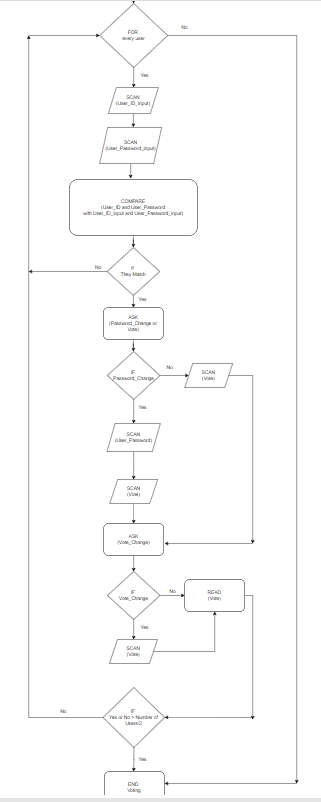 FOR
every user
No
Yes
SCAN
(User_ID_input)
SCAN
(User_Password_input)
COMPARE
(User_ID and User_Password
with User_ID_input and User_Password_input)
No
IF
They Match
Yes
ASK
(Password_Change or
Vote)
IF
Password_Change
No
SCAN
(Vote)
Yes
SCAN
(User_Password)
SCAN
(Vote)
ASK
(Vote_Change)
IF
Vote_Change
No
READ
(Vote)
Yes
SCAN
(Vote)
No
IF
Yes or No > Number of
Yes
END
Voting